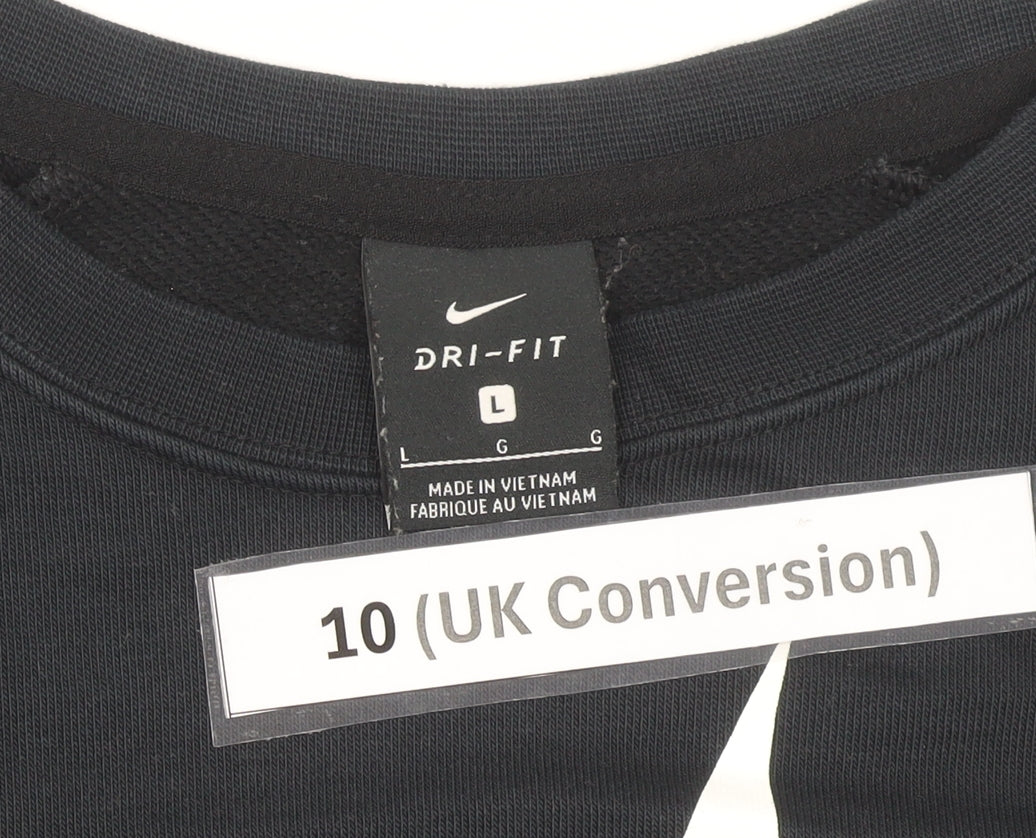 DRI-FIT
L
L G G
MADE IN VIETNAM
FABRIQUE AU VIETNAM
10 (UK Conversion)